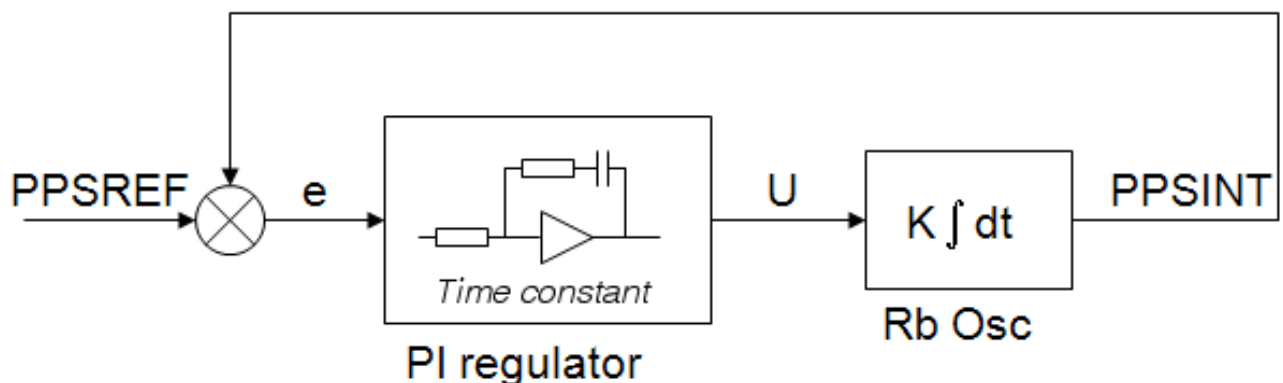 PPSREF
e
Time constant
PI regulator
U
K ∫ dt
Rb Osc
PPSINT